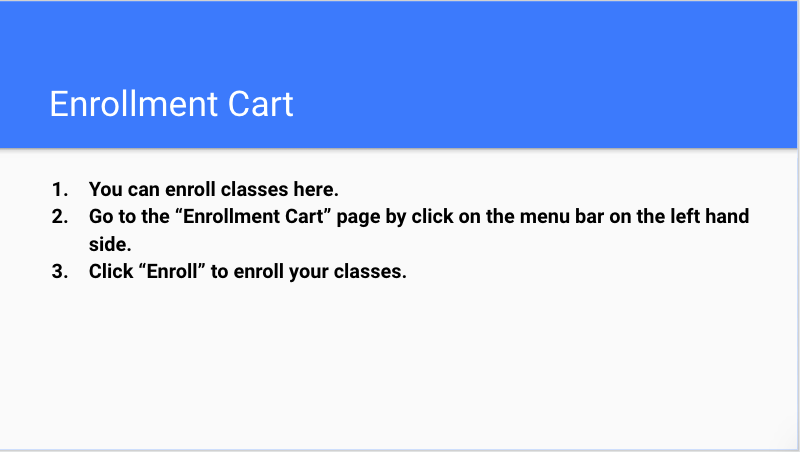 Enrollment Cart
1. You can enroll classes here.
2. Go to the “Enrollment Cart” page by click on the menu bar on the left hand
side.
3. Click “Enroll” to enroll your classes.